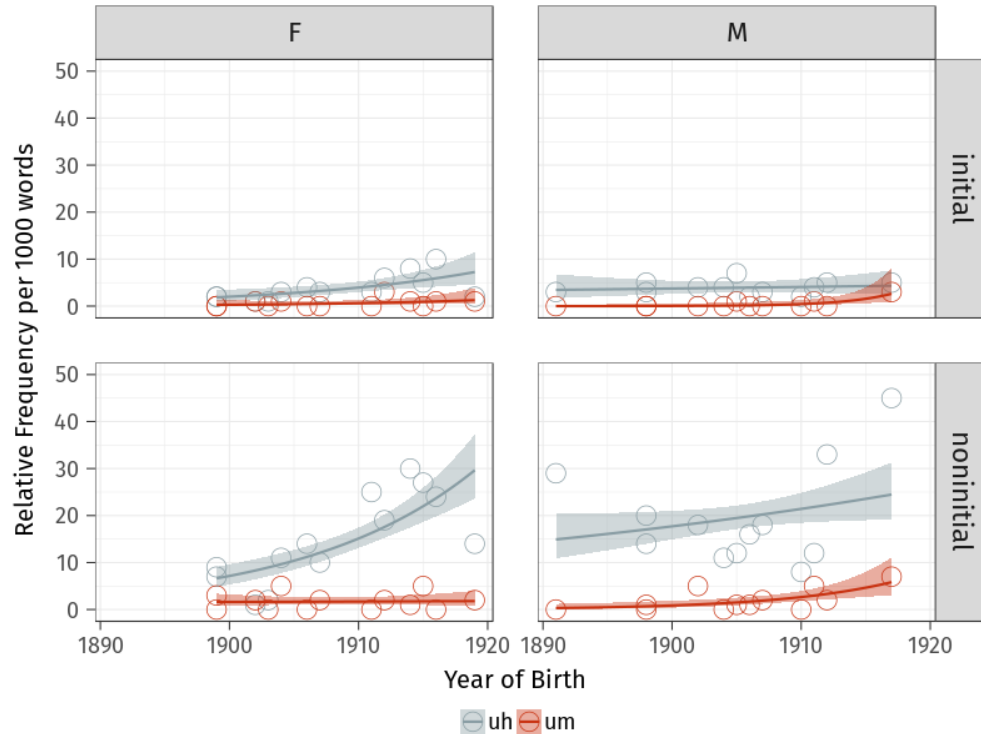 F M
50
40
30
20
10
0
initial
50
40
30
20
10
0
noninitial
Relative Frequency per 1000 words
1890 1900 1910 1920 1890 1900 1910 1920
Year of Birth
uh um